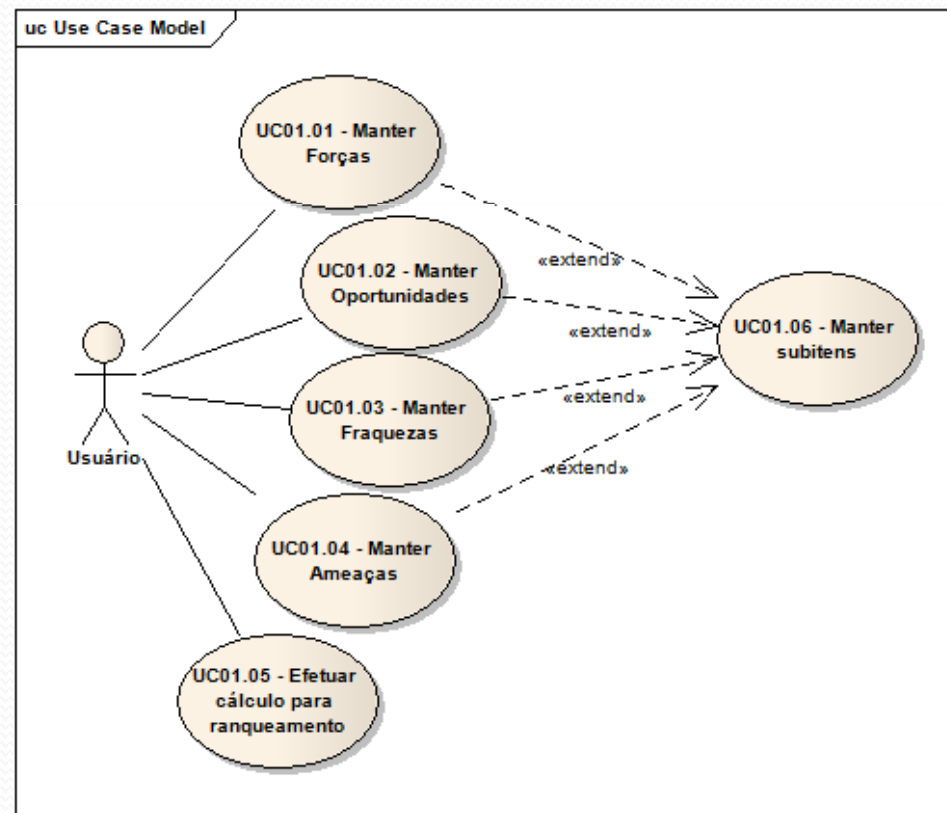 uc Use Case Model
UC01.01 - Manter
Forças
«extend»
UC01.02 - Manter
Oportunidades
«extend»
UC01.06 - Manter
subitens
UC01.03 - Manter
Fraquezas
«extend»
Usuário
«extend»
UC01.04 - Manter
Ameaças
UC01.05 - Efetuar
cálculo para
ranqueamento